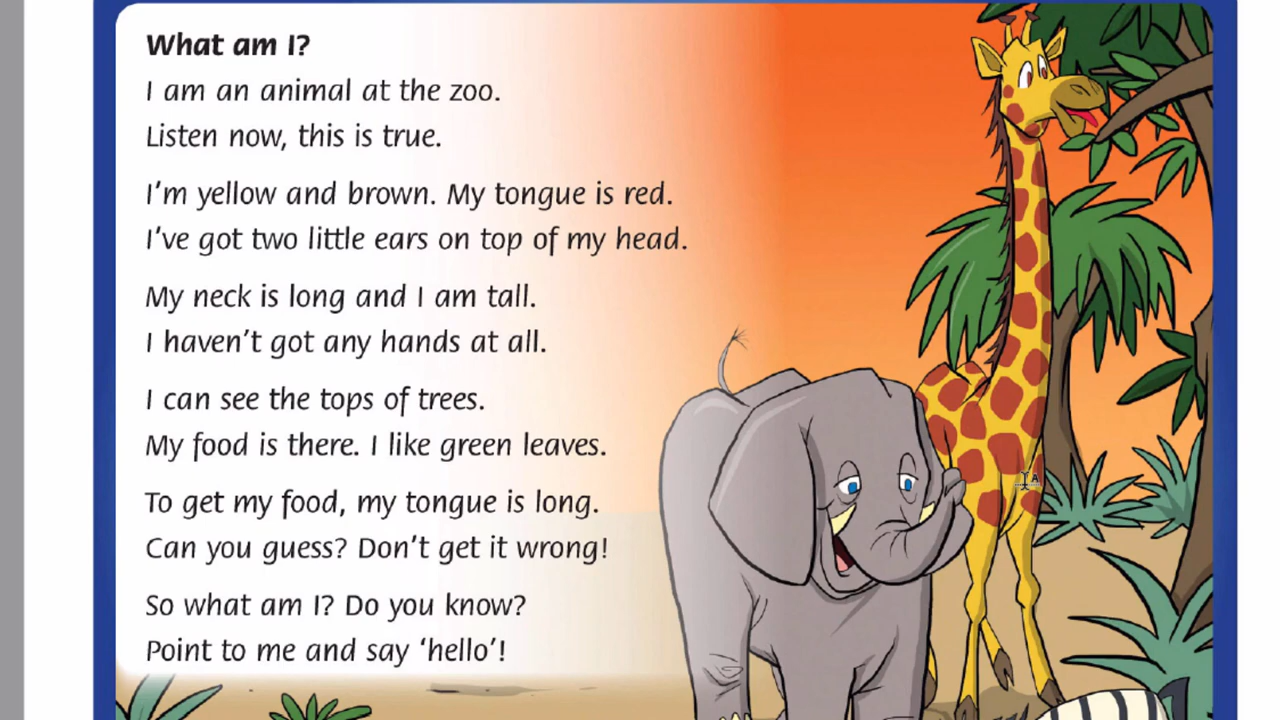 What am I?
I am an animal at the zoo.
Listen now, this is true.
I'm yellow and brown. My tongue is red.
I've got two little ears on top of my head.
My neck is long and I am tall.
I haven't got any hands at all.
I can see the tops of trees.
My food is there. I like green leaves.
To get my food, my tongue is long.
Can you guess? Don't get it wrong!
So what am I? Do you know?
Point to me and say ‘hello’!